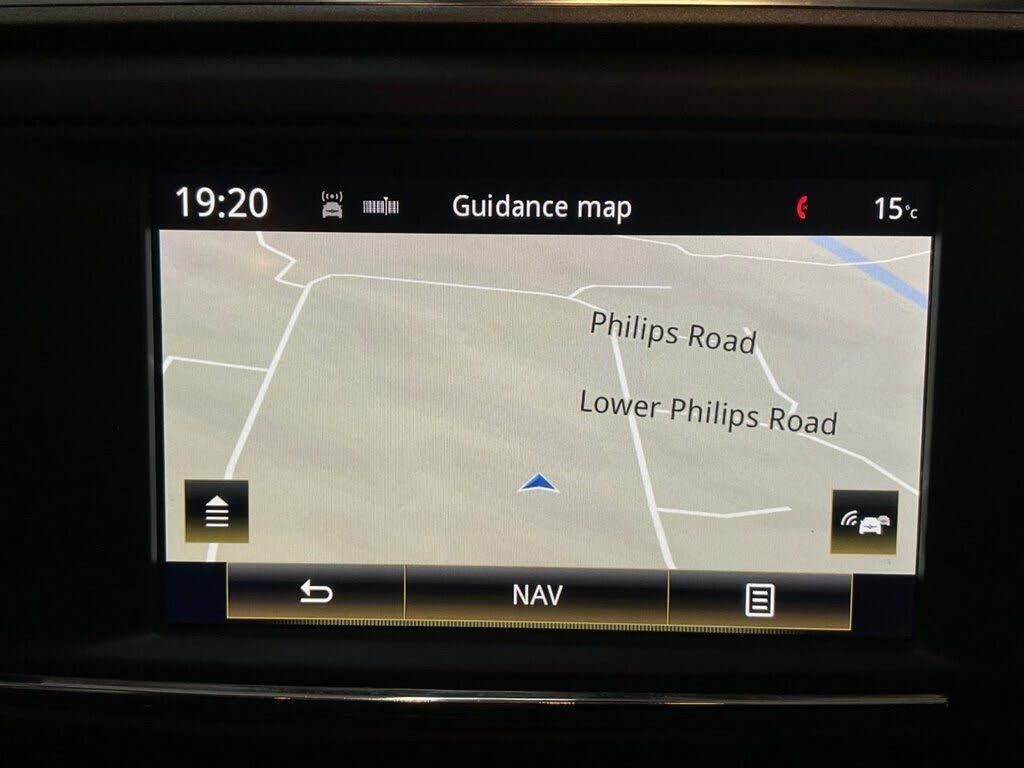 19:20 Guidance map 15°C
Philips Road
Lower Philips Road
NAV